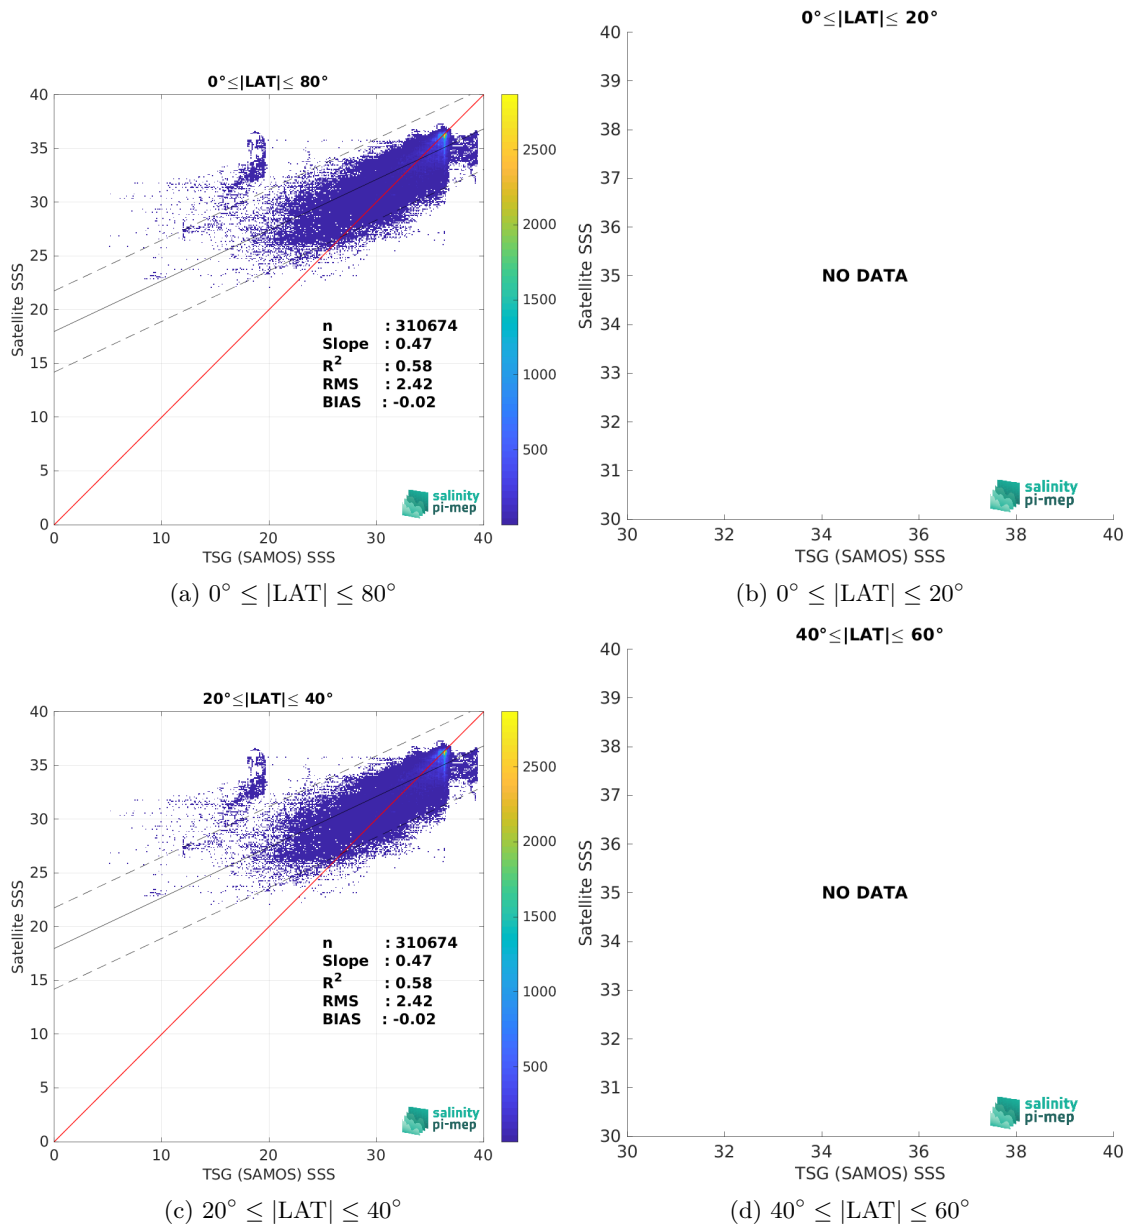 0°≤|LAT|≤ 80°
40
35
30
25
20
15
10
5
0
Satellite SSS
n : 310674
Slope : 0.47
R2 : 0.58
RMS : 2.42
BIAS : -0.02
salinity
pi-mep
0 10 20 30 40
TSG (SAMOS) SSS
2500
2000
1500
1000
500
(a) 0° ≤ |LAT| ≤ 80°
0°≤|LAT|≤ 20°
40
39
38
37
36
35
34
33
32
31
30
Satellite SSS
NO DATA
salinity
pi-mep
30 32 34 36 38 40
TSG (SAMOS) SSS
(b) 0° ≤ |LAT| ≤ 20°
20°≤|LAT|≤ 40°
40
35
30
25
20
15
10
5
0
Satellite SSS
n : 310674
Slope : 0.47
R2 : 0.58
RMS : 2.42
BIAS : -0.02
salinity
pi-mep
0 10 20 30 40
TSG (SAMOS) SSS
2500
2000
1500
1000
500
(c) 20° ≤ |LAT| ≤ 40°
40°≤|LAT|≤ 60°
40
39
38
37
36
35
34
33
32
31
30
Satellite SSS
NO DATA
salinity
pi-mep
30 32 34 36 38 40
TSG (SAMOS) SSS
(d) 40° ≤ |LAT| ≤ 60°